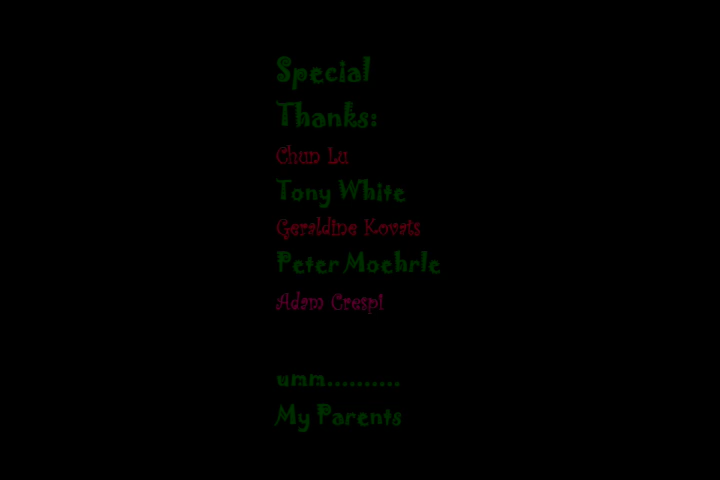 Special
Thanks:
Chun Lu
Tony White
Geraldine Kovats
Peter Moehrle
Adam Crespi
umm..........
My Parents